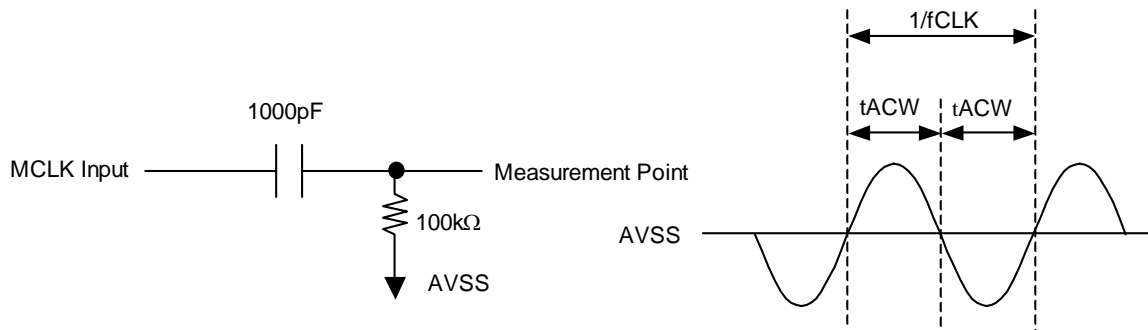 1000pF
MCLK Input
Measurement Point
100kΩ
AVSS
1/fCLK
tACW tACW
AVSS